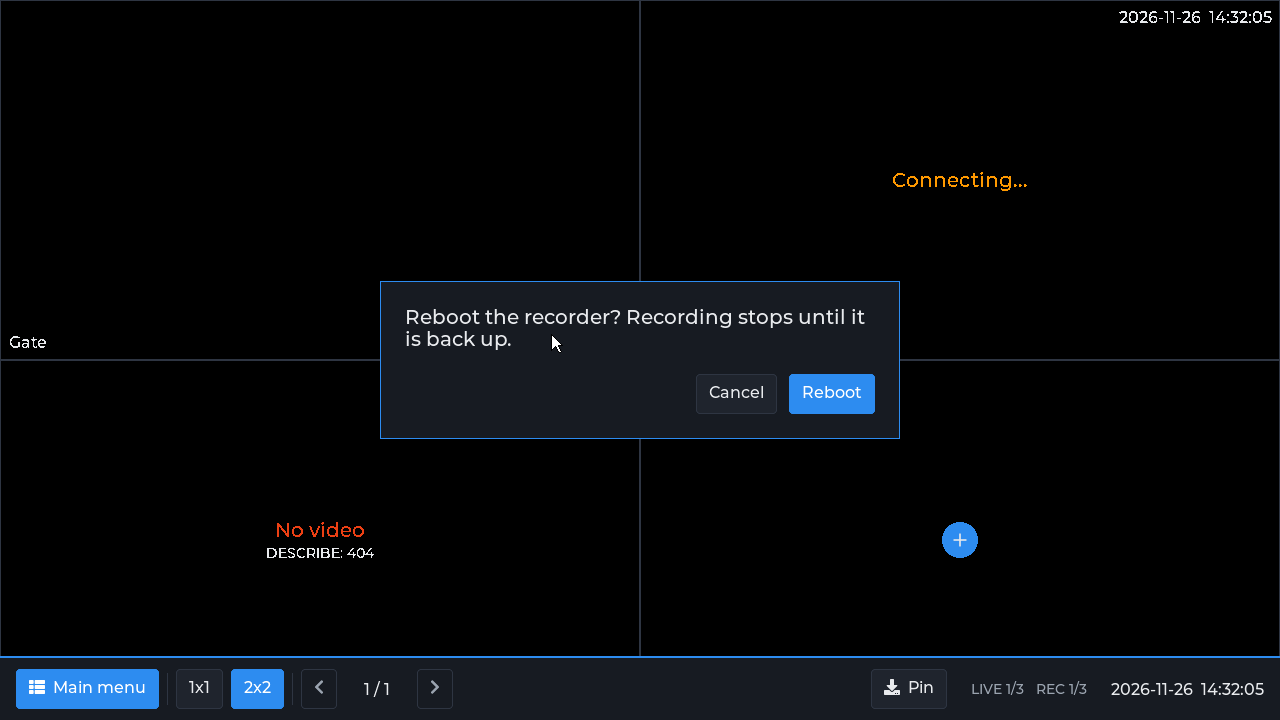 2026-11-26 14:32:05
Connecting...
Reboot the recorder? Recording stops until it
is back up.
Gate
Cancel
Reboot
No video
DESCRIBE: 404
Main menu
1x1
2x2
1 / 1
Pin
LIVE 1/3
REC 1/3
2026-11-26 14:32:05